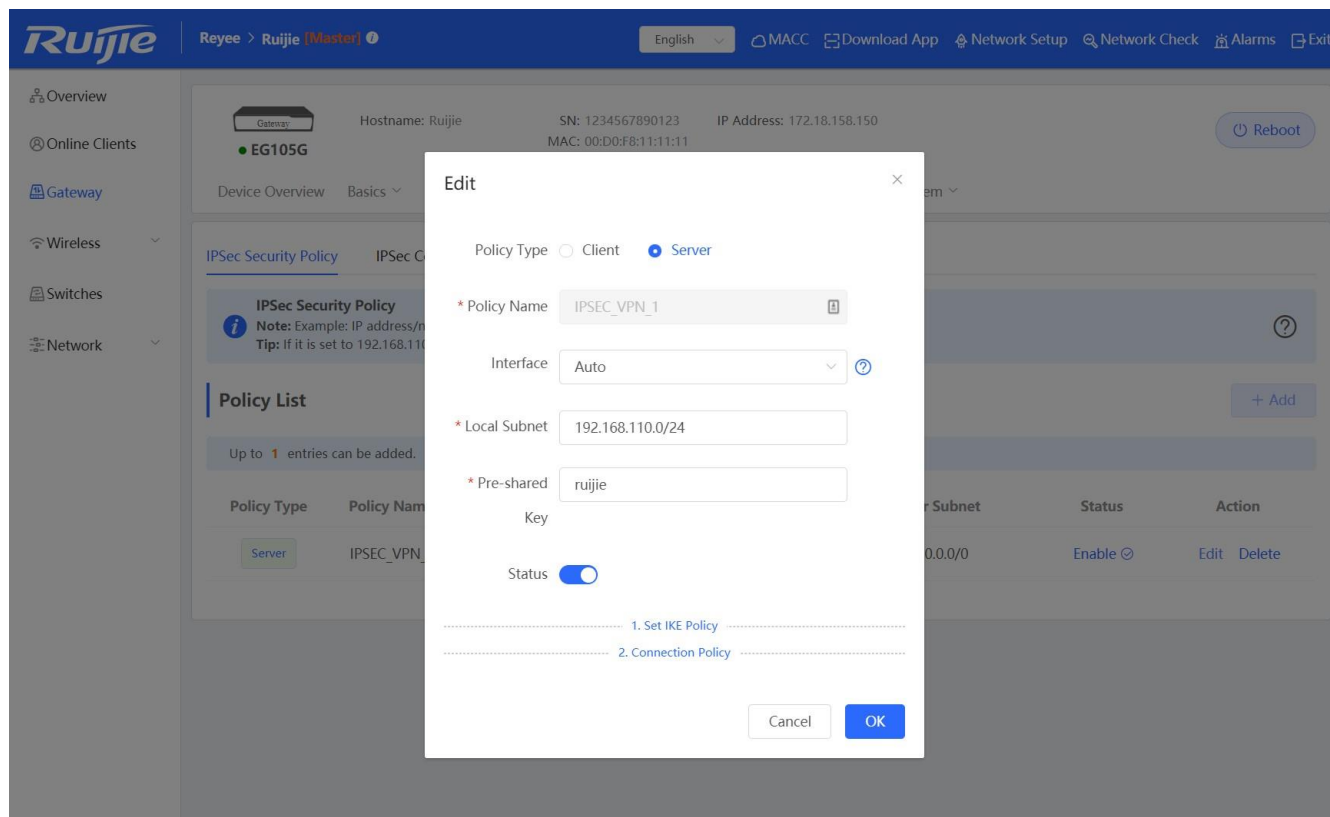 Ruijie
Reyee > Ruijie [Master]
English
MACC
Download App
Network Setup
Network Check
Alarms
Exit
Overview
Online Clients
Gateway
Wireless
Switches
Network
Gateway
EG105G
Hostname: Ruijie
SN: 1234567890123
IP Address: 172.18.158.150
MAC: 00:D0:F8:11:11:11
Reboot
Device Overview
Basics
em
IPSec Security Policy
IPSec C
IPSec Security Policy
Note: Example: IP address/n
Tip: If it is set to 192.168.110
Policy List
+ Add
Up to 1 entries can be added.
Policy Type
Policy Nam
r Subnet
Status
Action
Server
IPSEC_VPN_
0.0.0/0
Enable
Edit
Delete
Edit
Policy Type
Client
Server
* Policy Name
IPSEC_VPN_1
Interface
Auto
* Local Subnet
192.168.110.0/24
* Pre-shared
Key
ruijie
Status
1. Set IKE Policy
2. Connection Policy
Cancel
OK